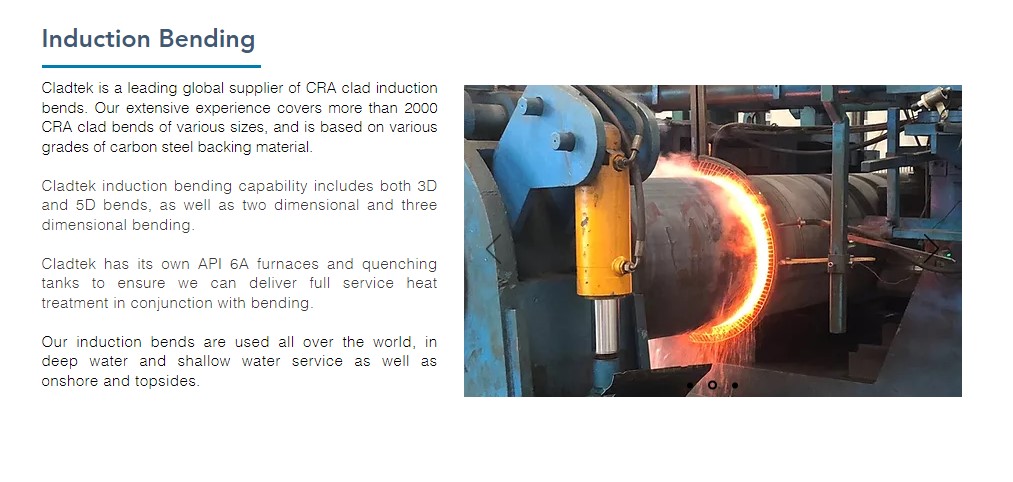 Induction Bending
Cladtek is a leading global supplier of CRA clad induction
bends. Our extensive experience covers more than 2000
CRA clad bends of various sizes, and is based on various
grades of carbon steel backing material.
Cladtek induction bending capability includes both 3D
and 5D bends, as well as two dimensional and three
dimensional bending.
Cladtek has its own API 6A furnaces and quenching
tanks to ensure we can deliver full service heat
treatment in conjunction with bending.
Our induction bends are used all over the world, in
deep water and shallow water service as well as
onshore and topsides.